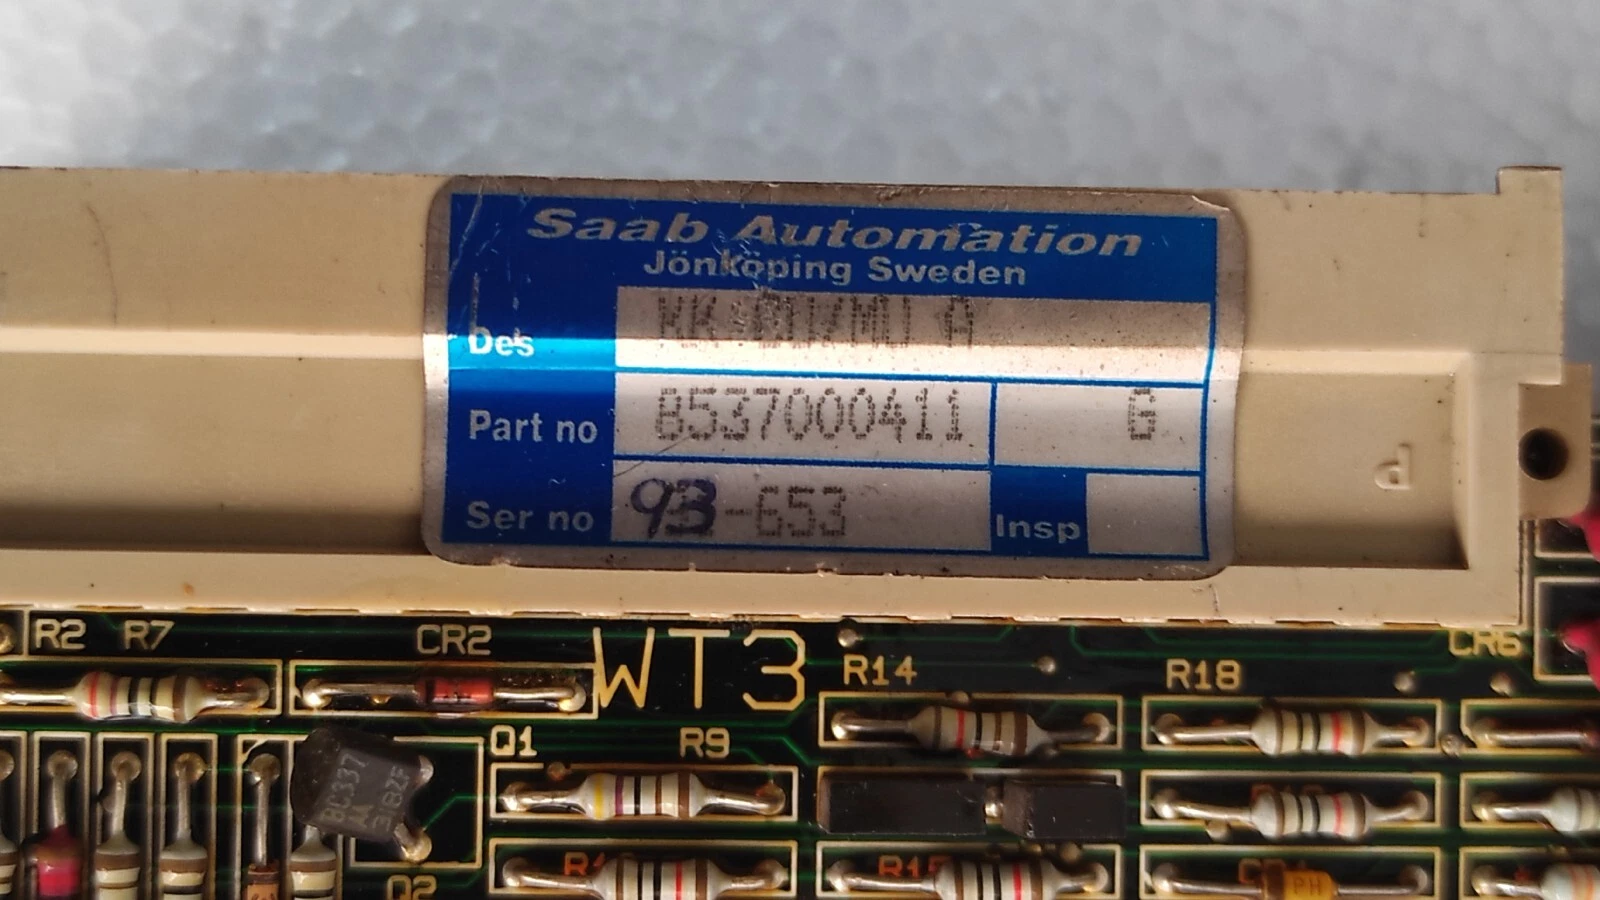 Saab Automation
Jönköping Sweden
Des
Part no 8537000411 G
Ser no 93-653 Insp
P
R2 R7 CR2 WT3 R14 R18 CR6
Q1 R9
BC337
Q2
PH